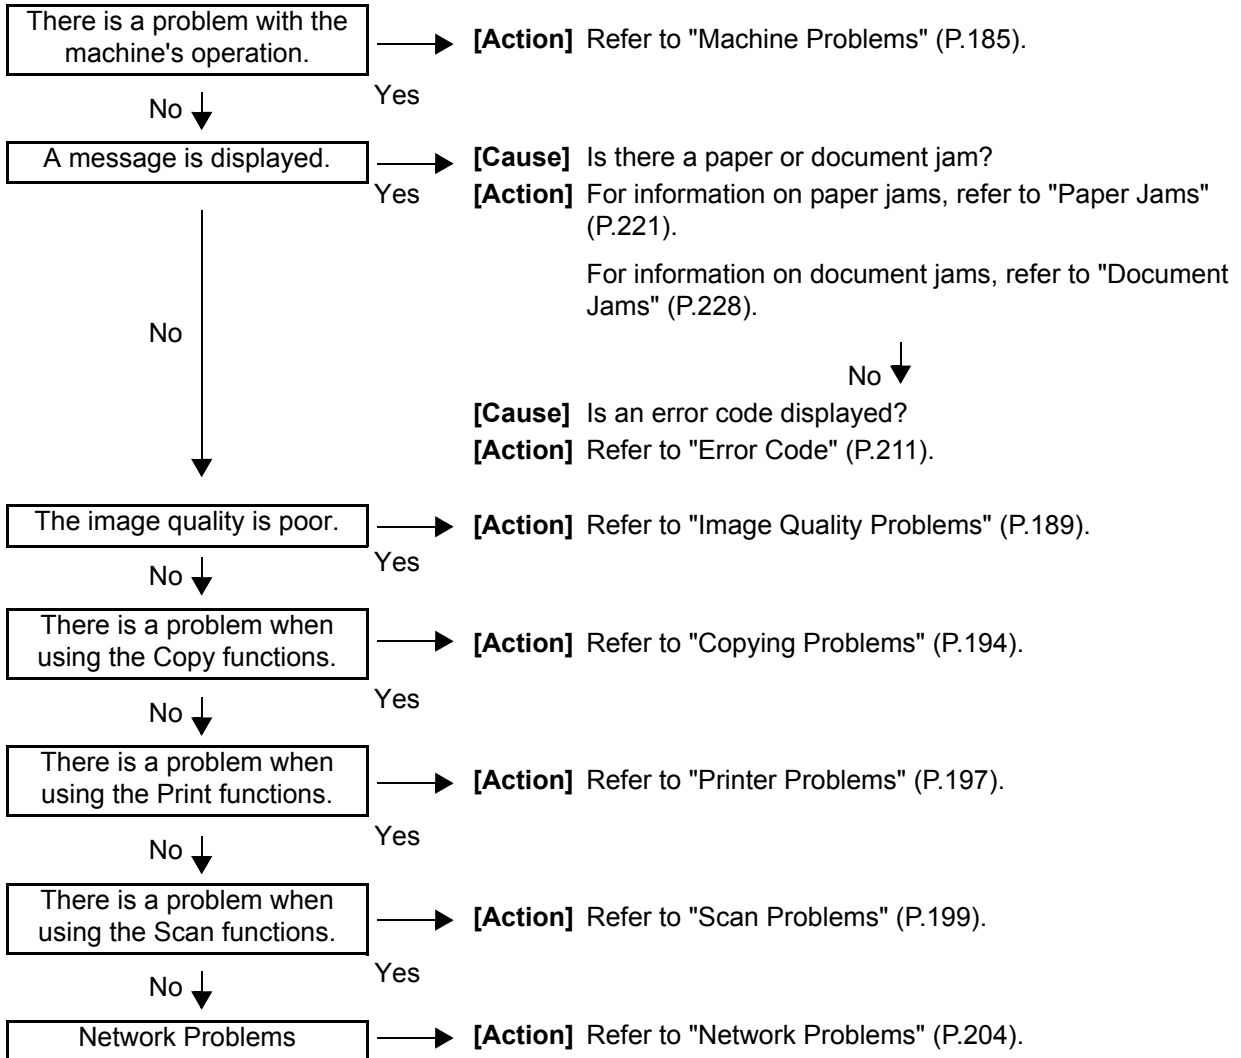 There is a problem with the
machine's operation.
[Action] Refer to "Machine Problems" (P.185).
Yes
No
A message is displayed.
[Cause] Is there a paper or document jam?
Yes
[Action] For information on paper jams, refer to "Paper Jams"
(P.221).
For information on document jams, refer to "Document
Jams" (P.228).
No
No
[Cause] Is an error code displayed?
[Action] Refer to "Error Code" (P.211).
The image quality is poor.
[Action] Refer to "Image Quality Problems" (P.189).
Yes
No
There is a problem when
using the Copy functions.
[Action] Refer to "Copying Problems" (P.194).
Yes
No
There is a problem when
using the Print functions.
[Action] Refer to "Printer Problems" (P.197).
Yes
No
There is a problem when
using the Scan functions.
[Action] Refer to "Scan Problems" (P.199).
Yes
No
Network Problems
[Action] Refer to "Network Problems" (P.204).